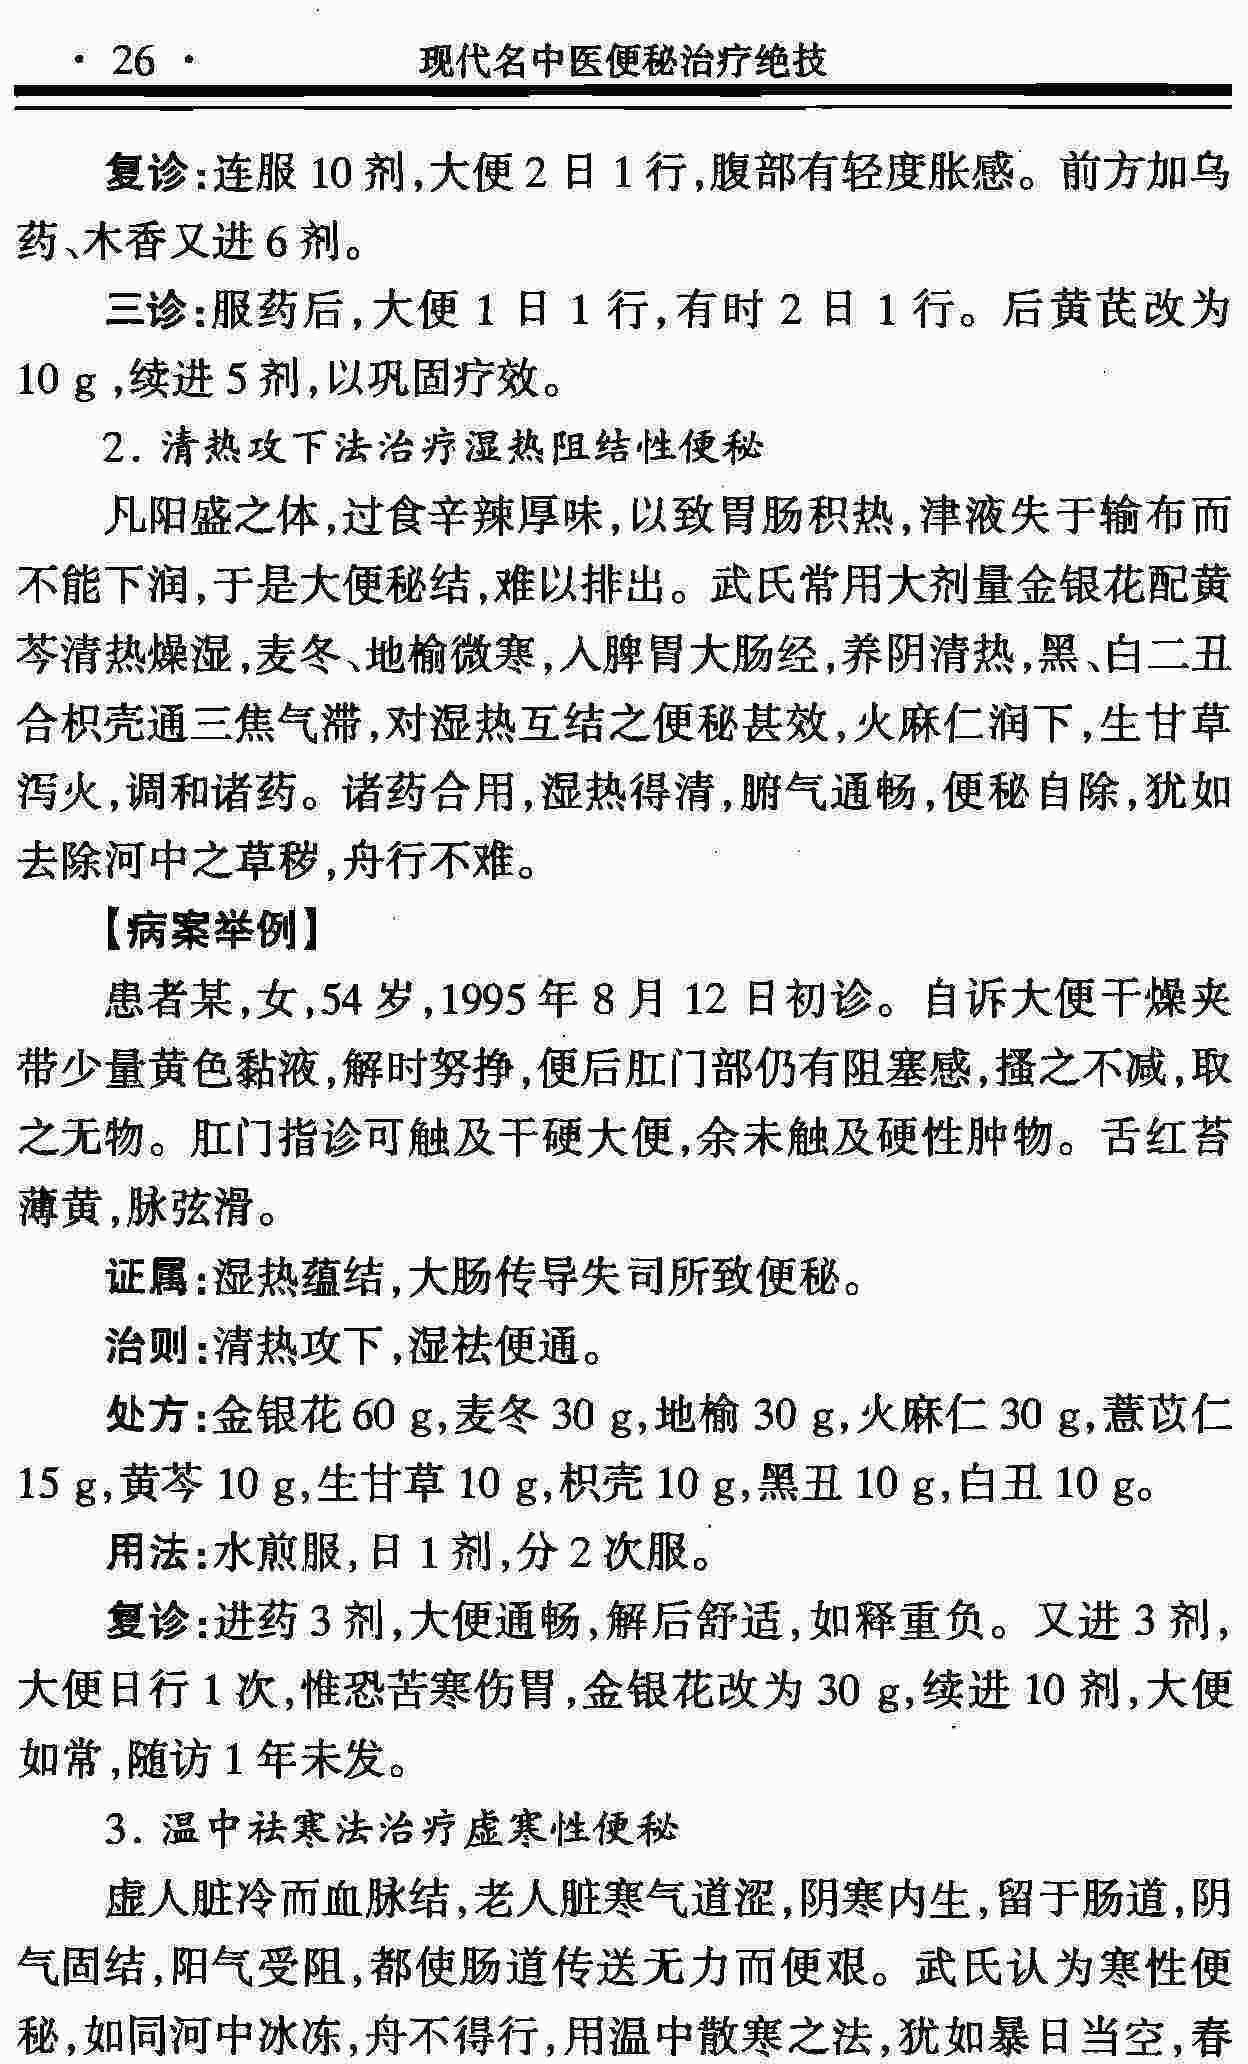 · 26 · 现代名中医便秘治疗绝技
复诊:连服 10 剂,大便 2 日 1 行,腹部有轻度胀感。前方加乌
药、木香又进 6 剂。
三诊:服药后,大便 1 日 1 行,有时 2 日 1 行。后黄芪改为
10 g,续进 5 剂,以巩固疗效。
2. 清热攻下法治疗湿热阻结性便秘
凡阳盛之体,过食辛辣厚味,以致胃肠积热,津液失于输布而
不能下润,于是大便秘结,难以排出。武氏常用大剂量金银花配黄
芩清热燥湿,麦冬、地榆微寒,入脾胃大肠经,养阴清热,黑、白二丑
合枳壳通三焦气滞,对湿热互结之便秘甚效,火麻仁润下,生甘草
泻火,调和诸药。诸药合用,湿热得清,腑气通畅,便秘自除,犹如
去除河中之草秽,舟行不难。
【病案举例】
患者某,女,54 岁,1995 年 8 月 12 日初诊。自诉大便干燥夹
带少量黄色黏液,解时努挣,便后肛门部仍有阻塞感,搔之不减,取
之无物。肛门指诊可触及干硬大便,余未触及硬性肿物。舌红苔
薄黄,脉弦滑。
证属:湿热蕴结,大肠传导失司所致便秘。
治则:清热攻下,湿祛便通。
处方:金银花 60 g,麦冬 30 g,地榆 30 g,火麻仁 30 g,薏苡仁
15 g,黄芩 10 g,生甘草 10 g,枳壳 10 g,黑丑 10 g,白丑 10 g。
用法:水煎服,日 1 剂,分 2 次服。
复诊:进药 3 剂,大便通畅,解后舒适,如释重负。又进 3 剂,
大便日行 1 次,惟恐苦寒伤胃,金银花改为 30 g,续进 10 剂,大便
如常,随访 1 年未发。
3. 温中祛寒法治疗虚寒性便秘
虚人脏冷而血脉结,老人脏寒气道涩,阴寒内生,留于肠道,阴
气固结,阳气受阻,都使肠道传送无力而便艰。武氏认为寒性便
秘,如同河中冰冻,舟不得行,用温中散寒之法,犹如暴日当空,春